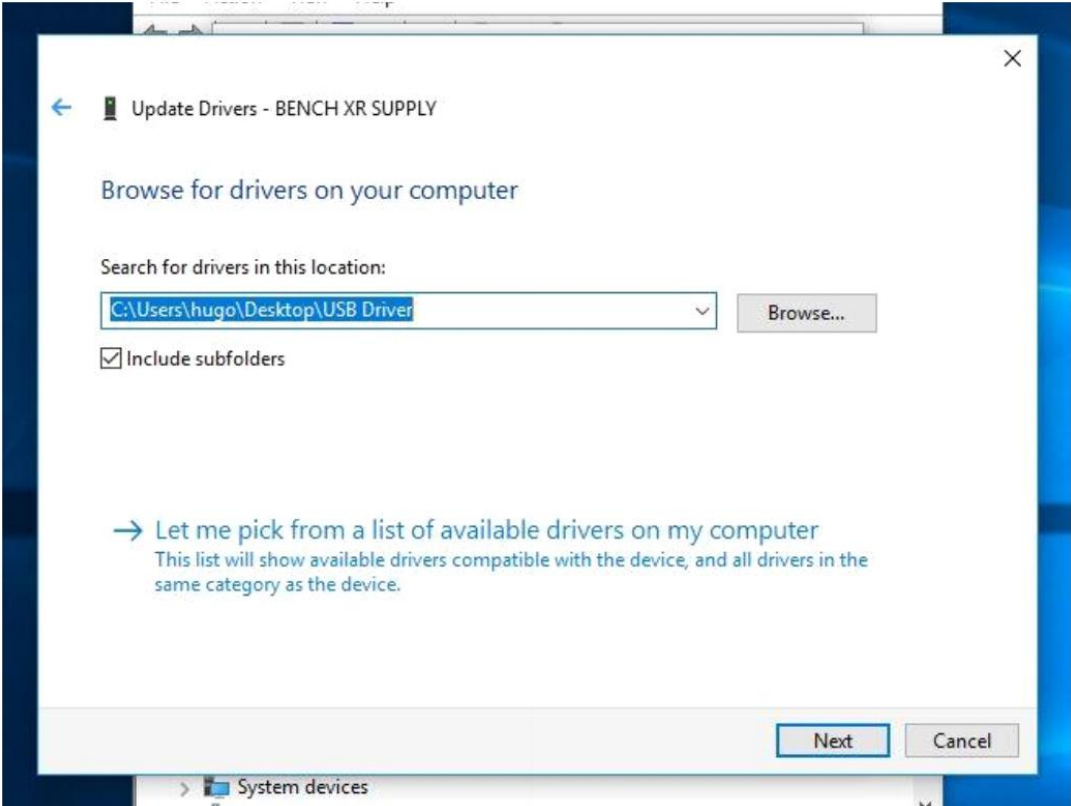 Update Drivers - BENCH XR SUPPLY
Browse for drivers on your computer
Search for drivers in this location:
C:\Users\hugo\Desktop\USB Driver
Browse...
Include subfolders
Let me pick from a list of available drivers on my computer
This list will show available drivers compatible with the device, and all drivers in the
same category as the device.
Next
Cancel
System devices